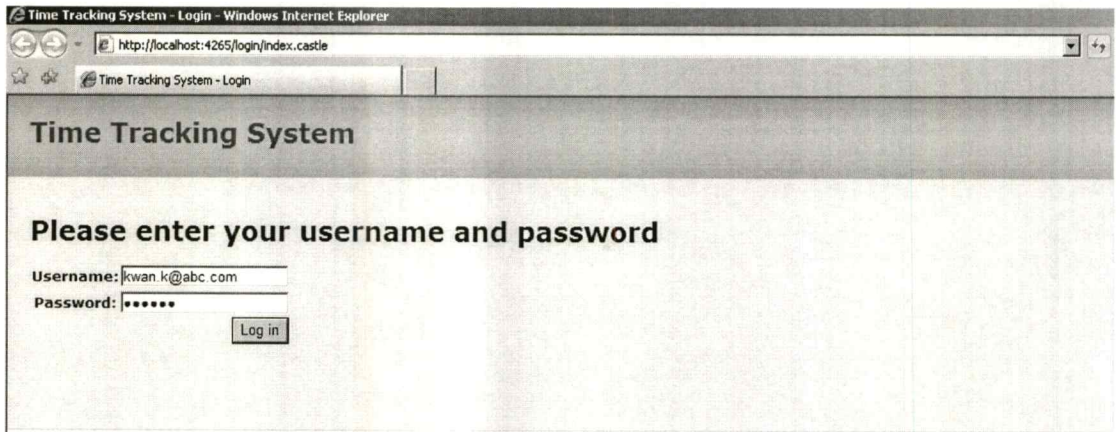 Time Tracking System - Login - Windows Internet Explorer
http://localhost:4265/login/index.castle
Time Tracking System - Login
Time Tracking System
Please enter your username and password
Username: kwan.k@abc.com
Password: ••••••
Log in